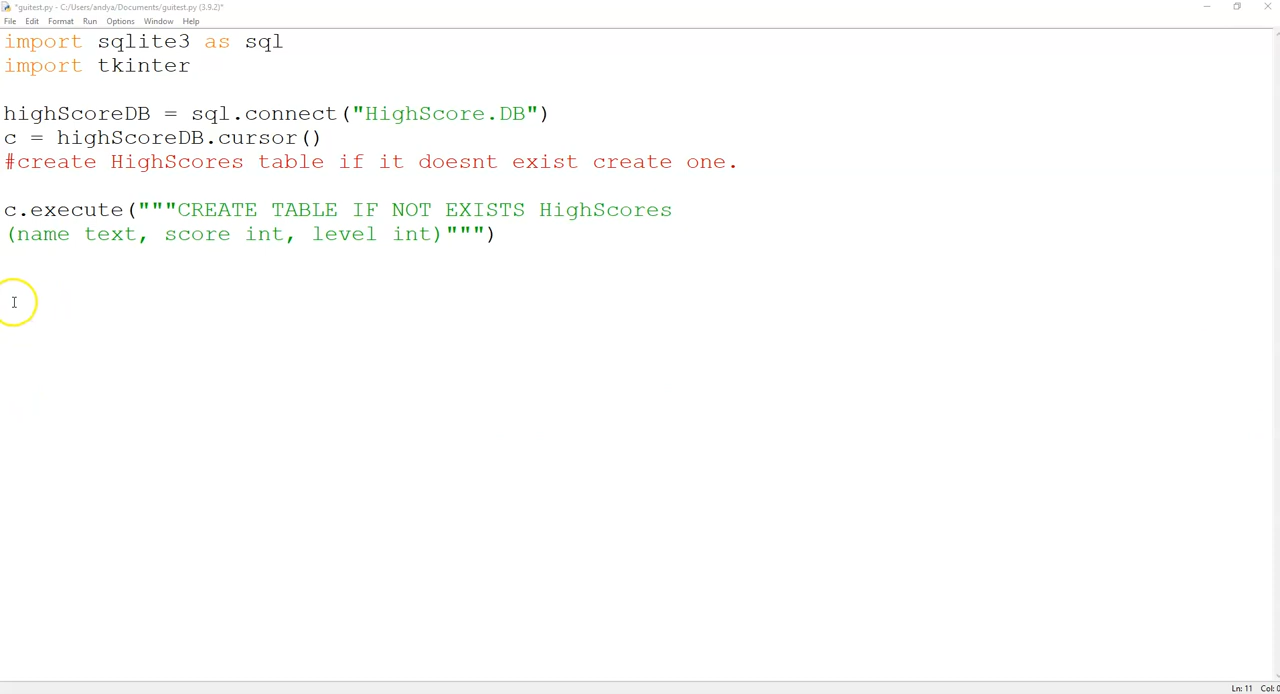 *guitest.py - C:/Users/andya/Documents/guitest.py (3.9.2)*
File Edit Format Run Options Window Help
import sqlite3 as sql
import tkinter
highScoreDB = sql.connect("HighScore.DB")
c = highScoreDB.cursor()
#create HighScores table if it doesnt exist create one.
c.execute("""CREATE TABLE IF NOT EXISTS HighScores
(name text, score int, level int)""")
Ln: 11 Col: 0